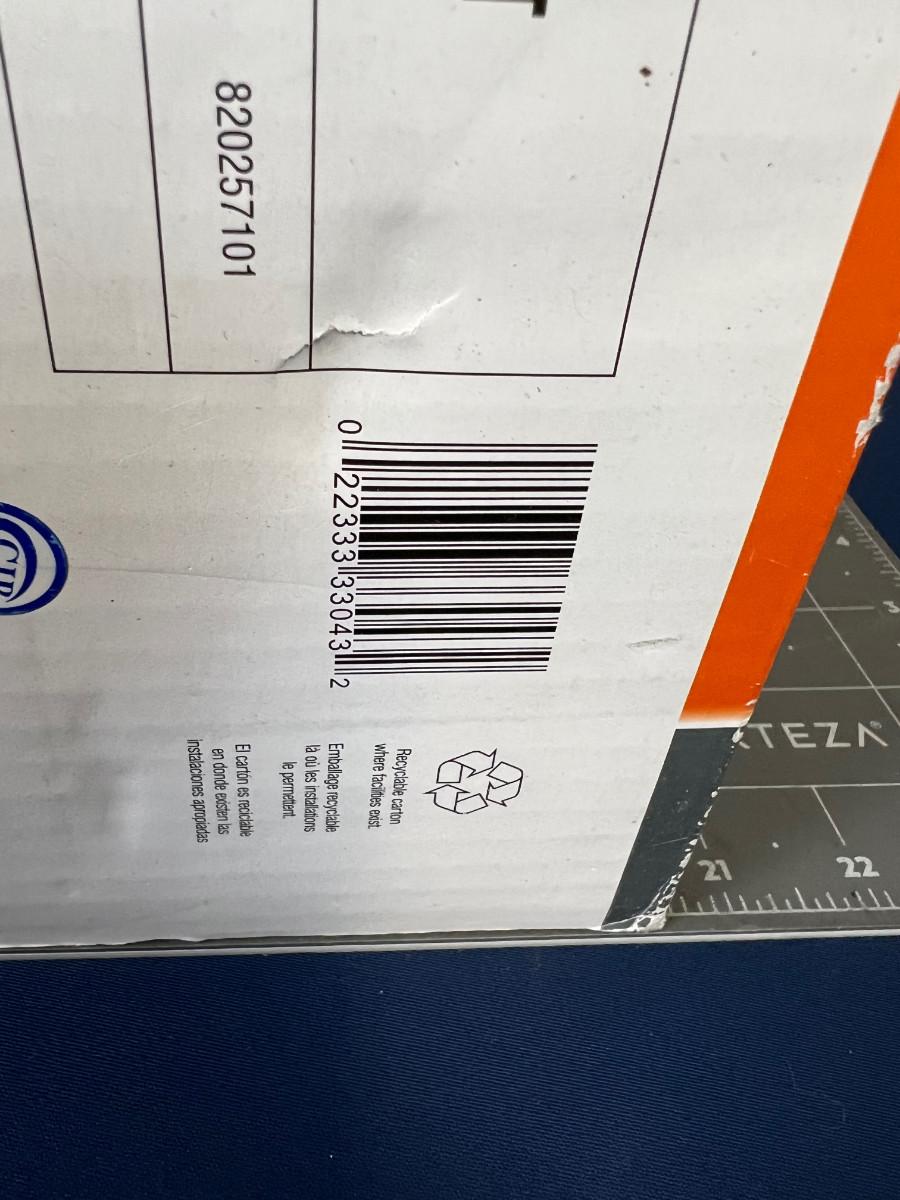 820257101
0 22333 33043 2
Recyclable carton
where facilities exist.
Emballage recyclable
là où les installations
le permettent.
El cartón es reciclable
en donde existen las
instalaciones apropiadas
21 22